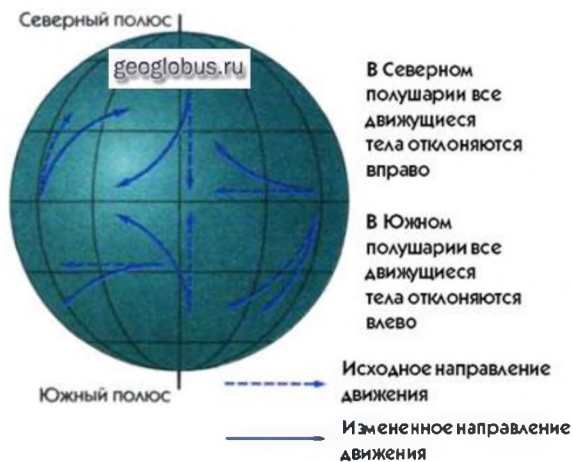 Северный полюс
geoglobus.ru
В Северном
полушарии все
движущиеся
тела отклоняются
вправо
В Южном
полушарии все
движущиеся
тела отклоняются
влево
Южный полюс
Исходное направление
движения
Измененное направление
движения